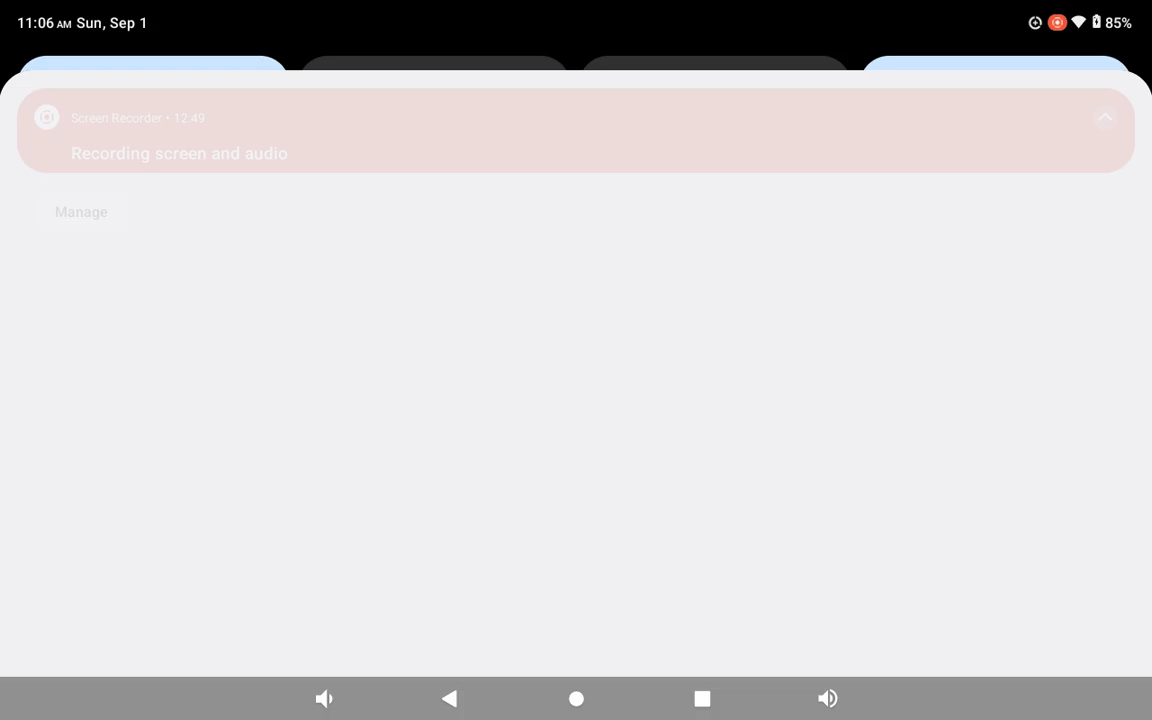 11:06 AM Sun, Sep 1
85%
Screen Recorder • 12:49
Recording screen and audio
Manage